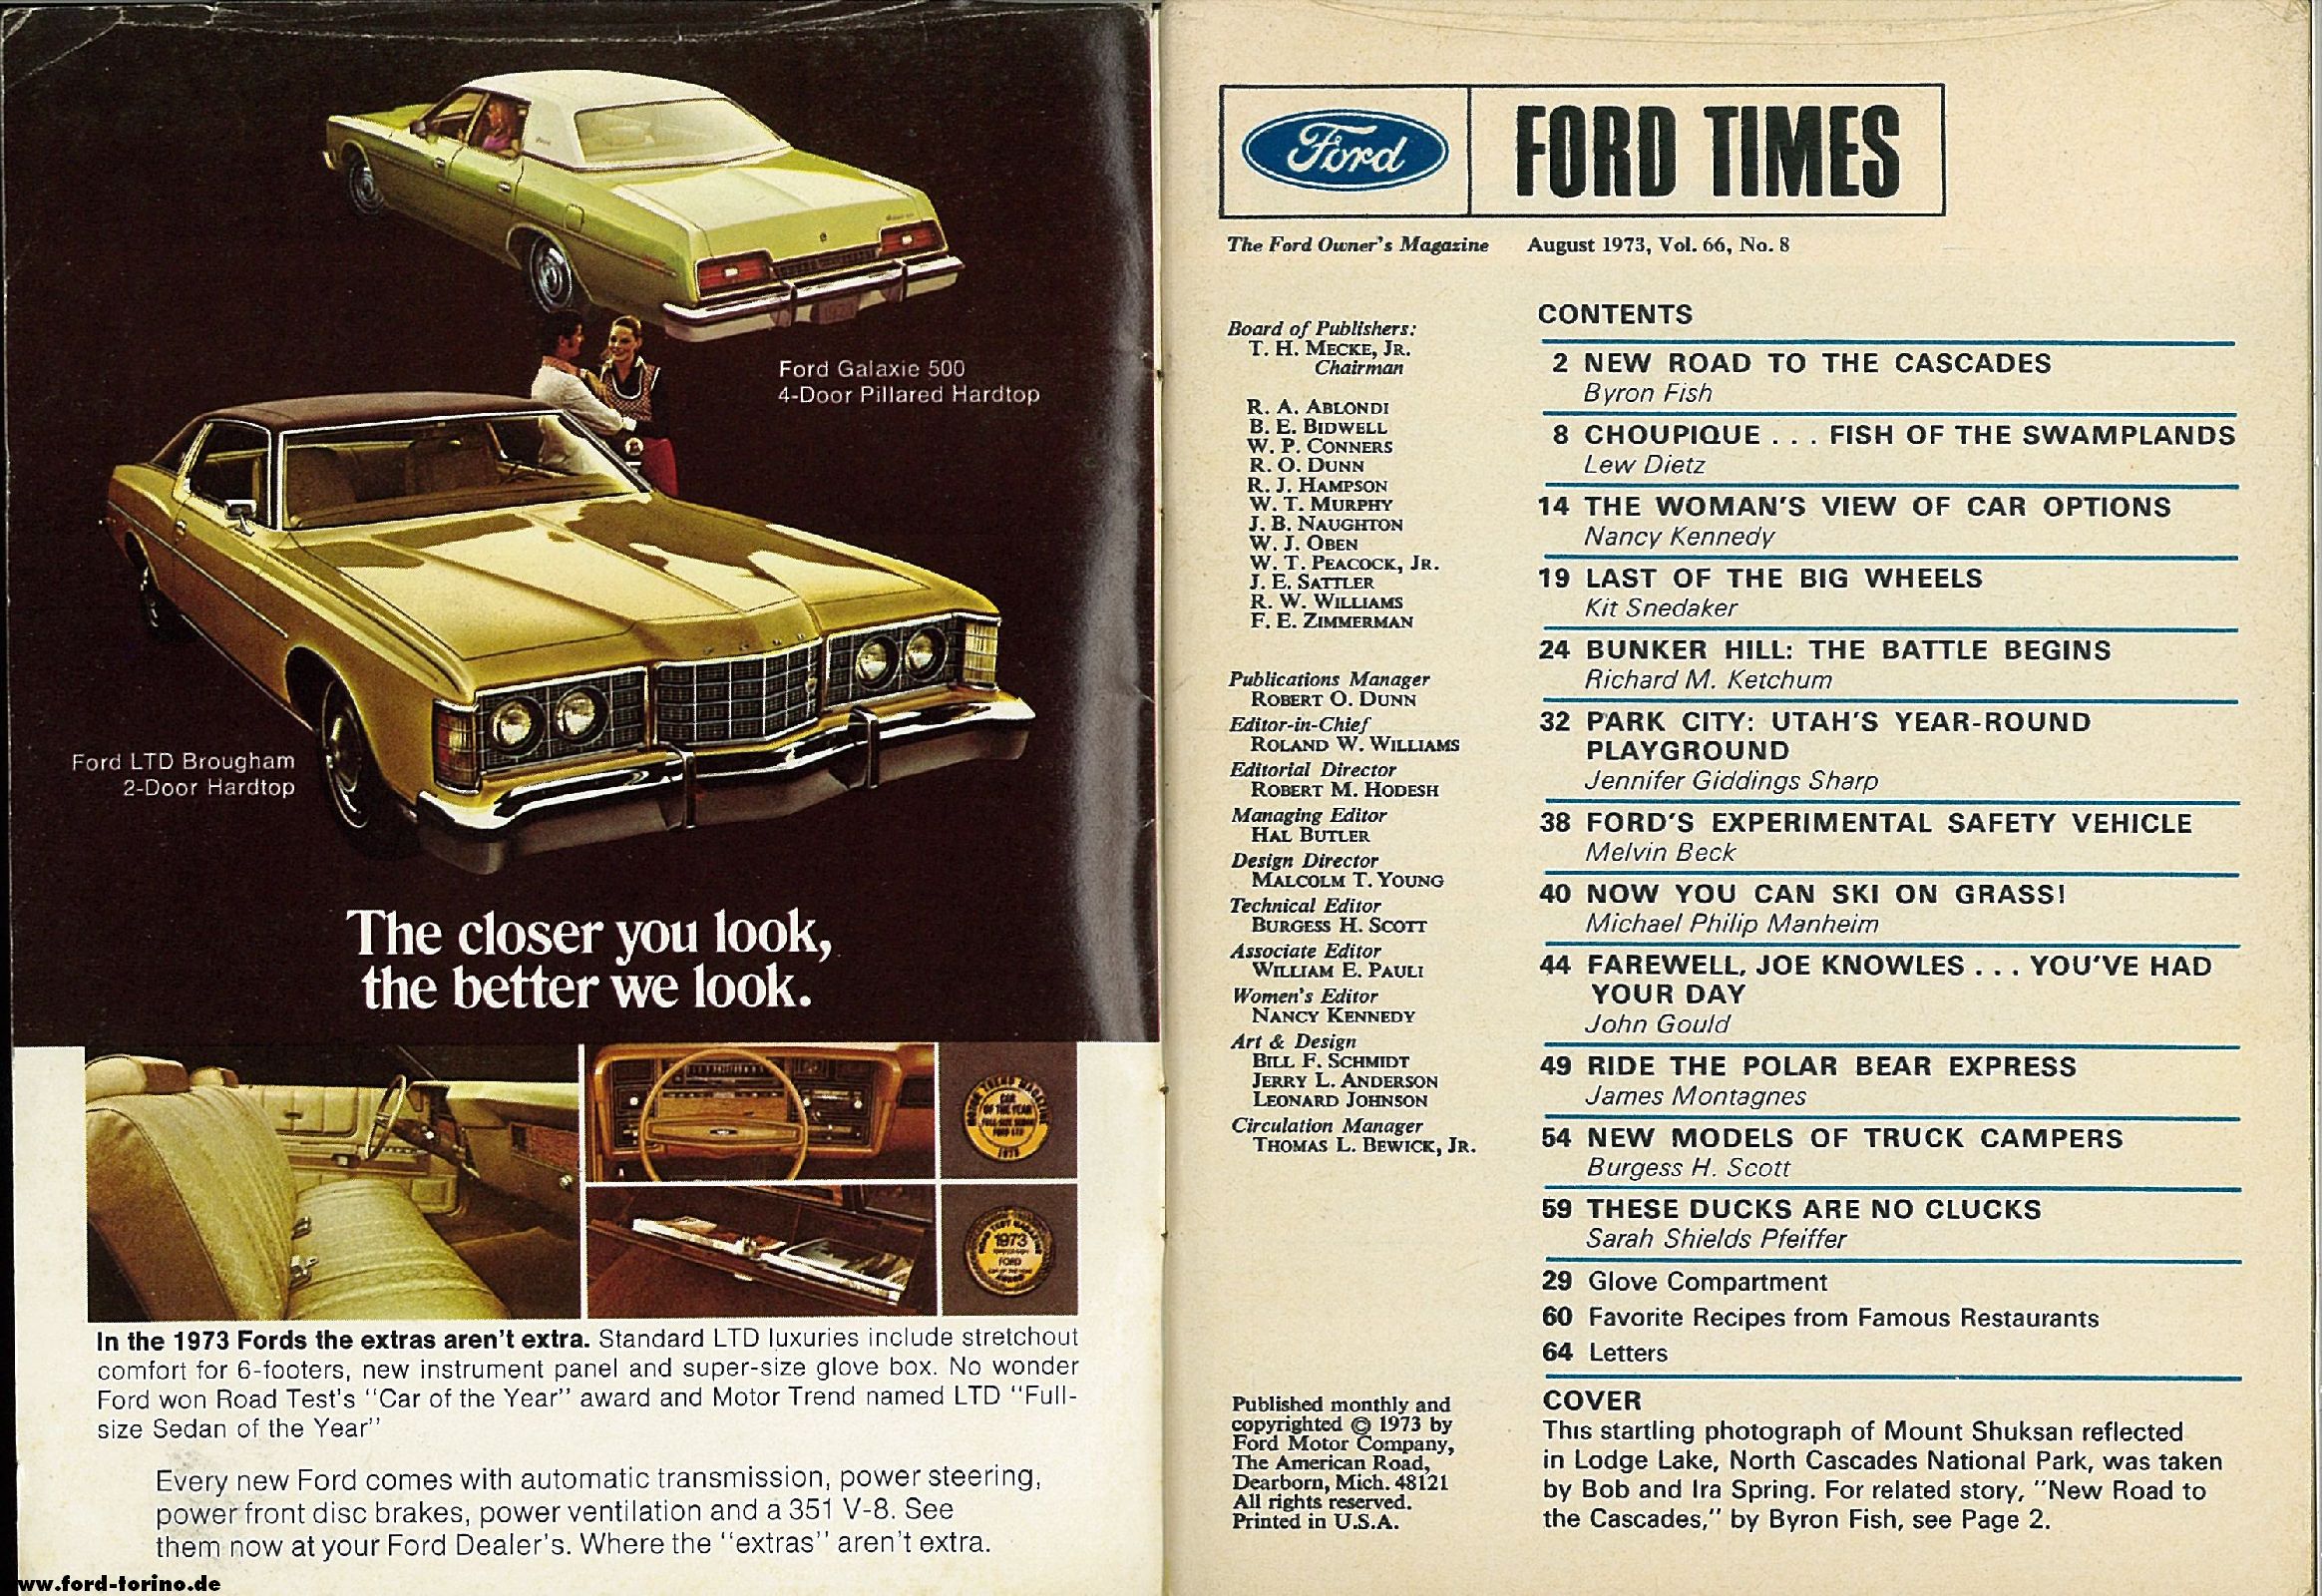 Ford Galaxie 500
4-Door Pillared Hardtop
Ford LTD Brougham
2-Door Hardtop
The closer you look,
the better we look.
CAR
OF THE YEAR
FORD LTD
1973
1973
FORD
In the 1973 Fords the extras aren't extra. Standard LTD luxuries include stretchout
comfort for 6-footers, new instrument panel and super-size glove box. No wonder
Ford won Road Test's "Car of the Year" award and Motor Trend named LTD "Full-
size Sedan of the Year"
Every new Ford comes with automatic transmission, power steering,
power front disc brakes, power ventilation and a 351 V-8. See
them now at your Ford Dealer's. Where the "extras" aren't extra.
www.ford-torino.de
Ford
FORD TIMES
The Ford Owner's Magazine August 1973, Vol. 66, No. 8
Board of Publishers:
T. H. MECKE, JR.
Chairman
R. A. ABLONDI
B. E. BIDWELL
W. P. CONNERS
R. O. DUNN
R. J. HAMPSON
W. T. MURPHY
J. B. NAUGHTON
W. J. OBEN
W. T. PEACOCK, JR.
J. E. SATTLER
R. W. WILLIAMS
F. E. ZIMMERMAN
Publications Manager
ROBERT O. DUNN
Editor-in-Chief
ROLAND W. WILLIAMS
Editorial Director
ROBERT M. HODESH
Managing Editor
HAL BUTLER
Design Director
MALCOLM T. YOUNG
Technical Editor
BURGESS H. SCOTT
Associate Editor
WILLIAM E. PAULI
Women's Editor
NANCY KENNEDY
Art & Design
BILL F. SCHMIDT
JERRY L. ANDERSON
LEONARD JOHNSON
Circulation Manager
THOMAS L. BEWICK, JR.
Published monthly and
copyrighted © 1973 by
Ford Motor Company,
The American Road,
Dearborn, Mich. 48121
All rights reserved.
Printed in U.S.A.
CONTENTS
2 NEW ROAD TO THE CASCADES
Byron Fish
8 CHOUPIQUE . . . FISH OF THE SWAMPLANDS
Lew Dietz
14 THE WOMAN'S VIEW OF CAR OPTIONS
Nancy Kennedy
19 LAST OF THE BIG WHEELS
Kit Snedaker
24 BUNKER HILL: THE BATTLE BEGINS
Richard M. Ketchum
32 PARK CITY: UTAH'S YEAR-ROUND
PLAYGROUND
Jennifer Giddings Sharp
38 FORD'S EXPERIMENTAL SAFETY VEHICLE
Melvin Beck
40 NOW YOU CAN SKI ON GRASS!
Michael Philip Manheim
44 FAREWELL, JOE KNOWLES . . . YOU'VE HAD
YOUR DAY
John Gould
49 RIDE THE POLAR BEAR EXPRESS
James Montagnes
54 NEW MODELS OF TRUCK CAMPERS
Burgess H. Scott
59 THESE DUCKS ARE NO CLUCKS
Sarah Shields Pfeiffer
29 Glove Compartment
60 Favorite Recipes from Famous Restaurants
64 Letters
COVER
This startling photograph of Mount Shuksan reflected
in Lodge Lake, North Cascades National Park, was taken
by Bob and Ira Spring. For related story, "New Road to
the Cascades," by Byron Fish, see Page 2.